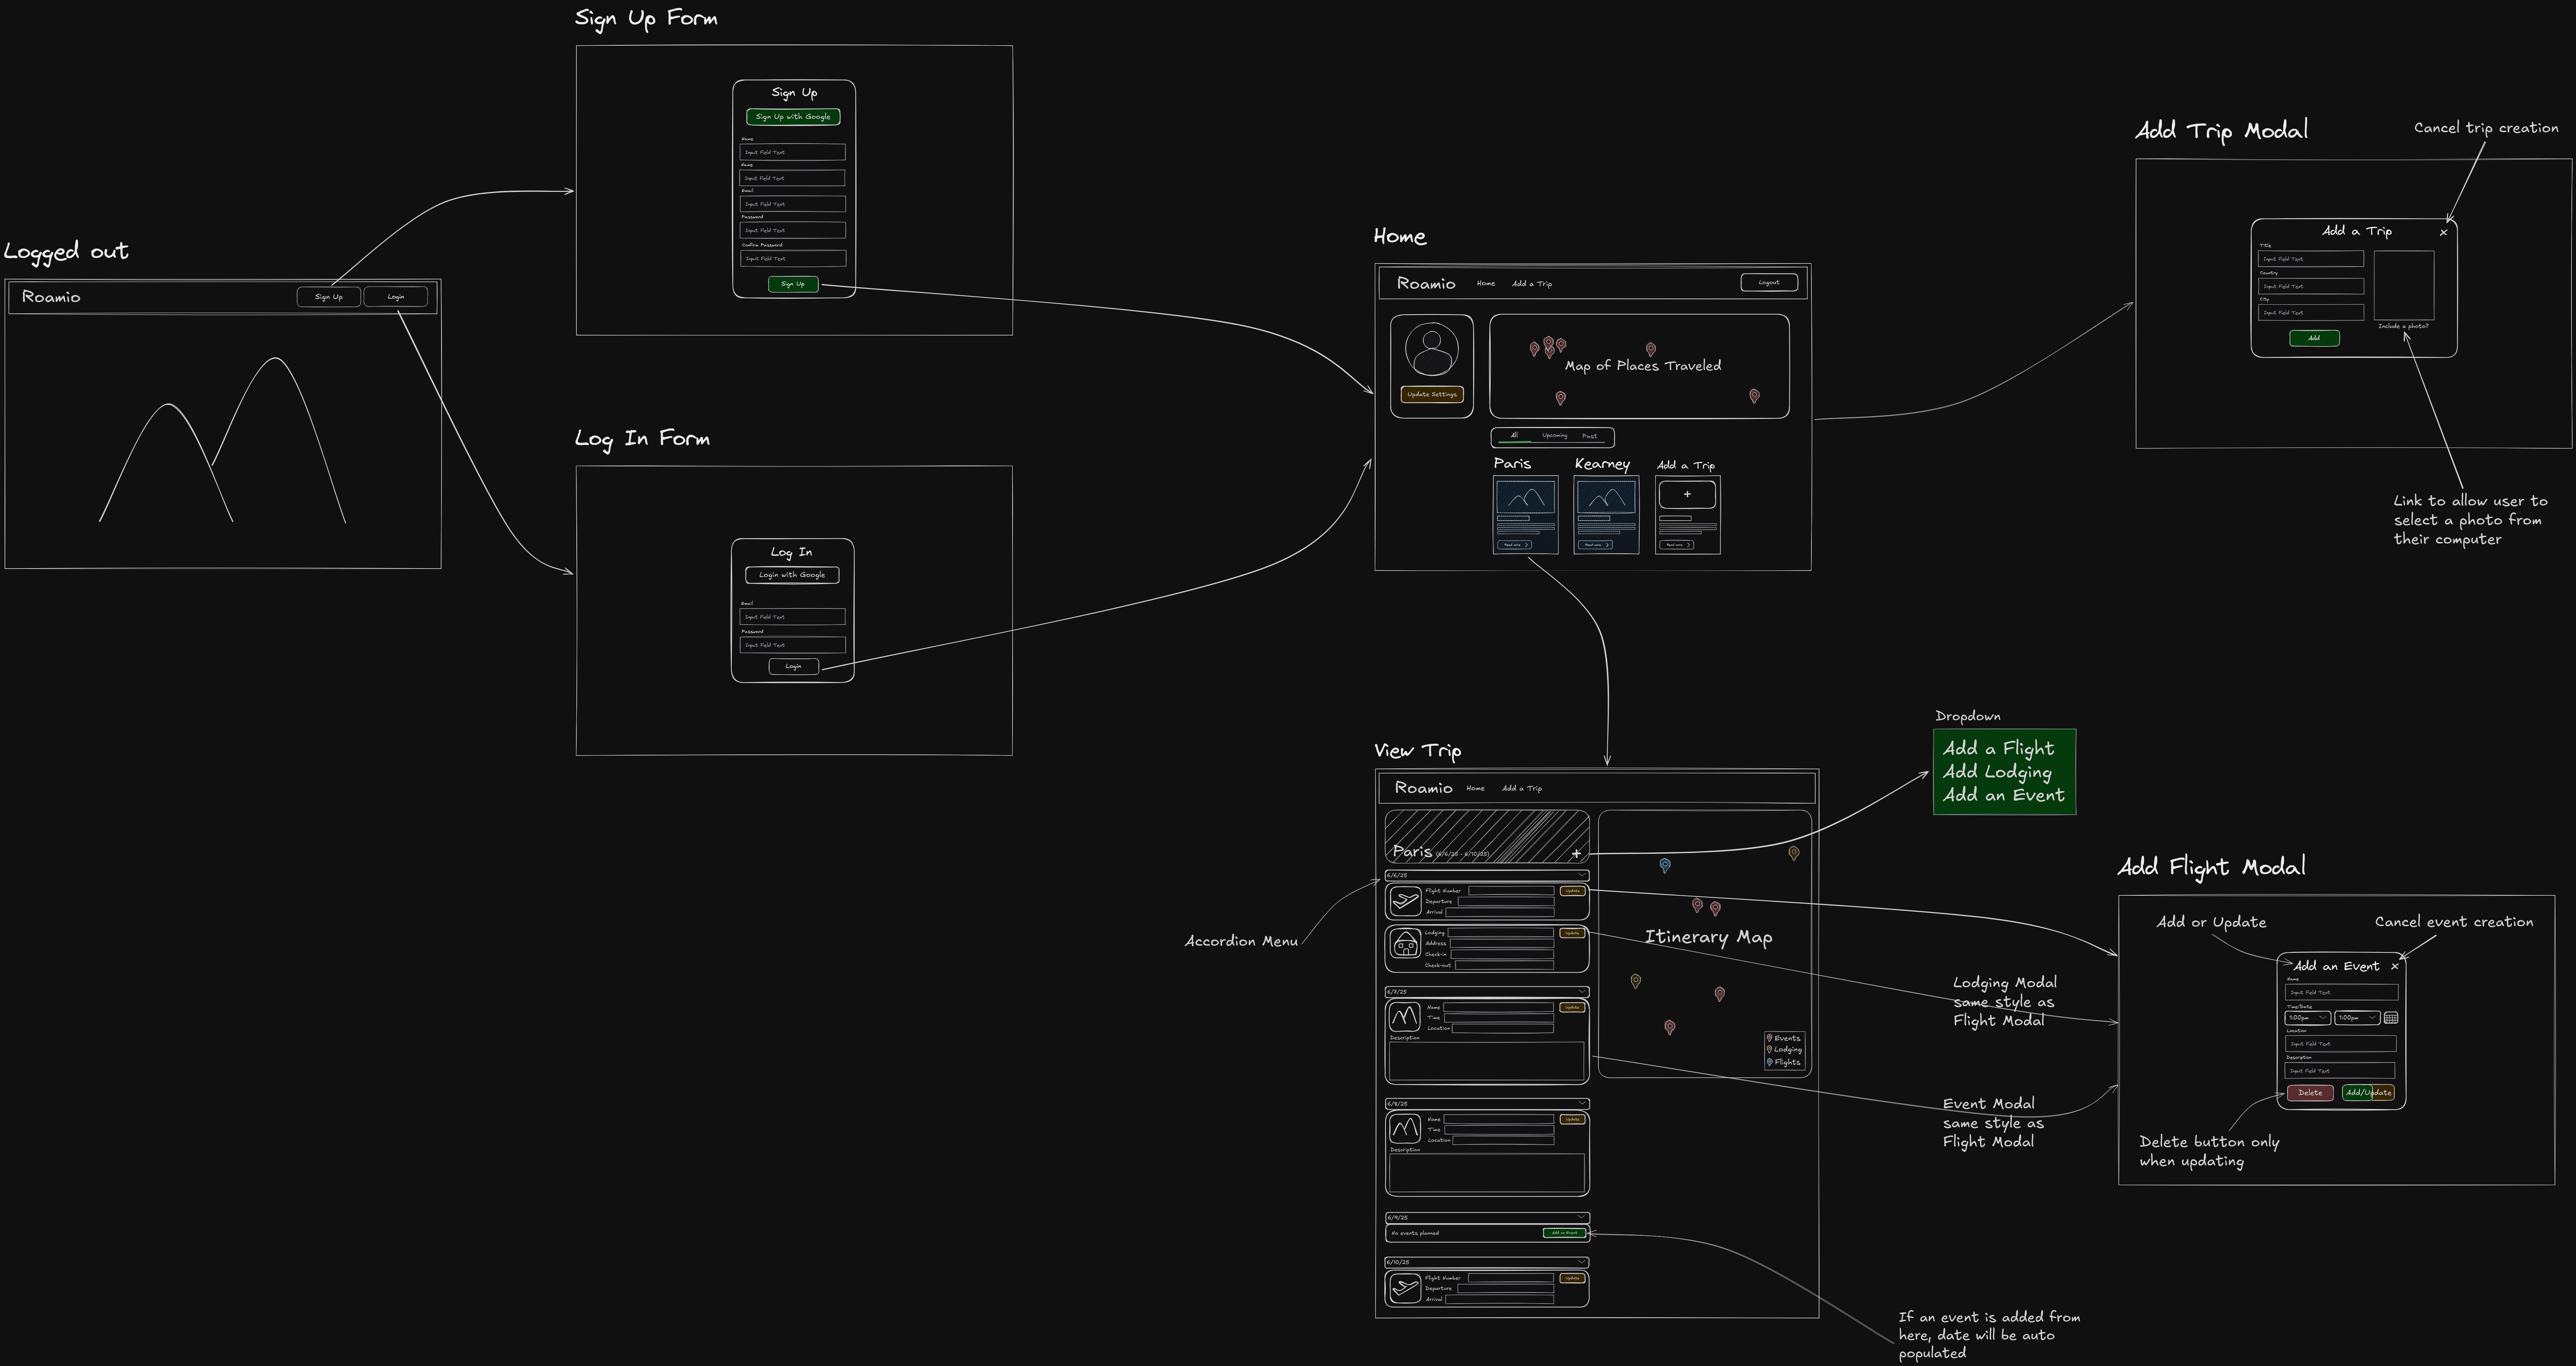 Sign Up Form
Sign Up
Sign Up with Google
Name
Input Field Text
Name
Input Field Text
Email
Input Field Text
Password
Input Field Text
Confirm Password
Input Field Text
Sign Up
Logged out
Roamio
Sign Up
Login
Log In Form
Log In
Login with Google
Email
Input Field Text
Password
Input Field Text
Login
Home
Roamio
Home
Add a Trip
Logout
Update Settings
Map of Places Traveled
All
Upcoming
Past
Paris
Kearney
Add a Trip
+
Read more
Read more
Read more
Add Trip Modal
Cancel trip creation
Add a Trip
×
Title
Input Field Text
Country
Input Field Text
City
Input Field Text
Add
Include a photo?
Link to allow user to
select a photo from
their computer
View Trip
Roamio
Home
Add a Trip
Paris (6/6/25 - 6/10/25)
+
6/6/25
Flight Number
Departure
Arrival
Update
Lodging
Address
Check-in
Check-out
Update
6/7/25
Name
Time
Location
Update
Description
6/8/25
Name
Time
Location
Update
Description
6/9/25
No events planned
Add an Event
6/10/25
Flight Number
Departure
Arrival
Update
Accordion Menu
Itinerary Map
Events
Lodging
Flights
Dropdown
Add a Flight
Add Lodging
Add an Event
Lodging Modal
same style as
Flight Modal
Event Modal
same style as
Flight Modal
If an event is added from
here, date will be auto
populated
Add Flight Modal
Add or Update
Cancel event creation
Add an Event
×
Name
Input Field Text
Time/Date
1:00pm
1:00pm
Location
Input Field Text
Description
Input Field Text
Delete
Add/Update
Delete button only
when updating